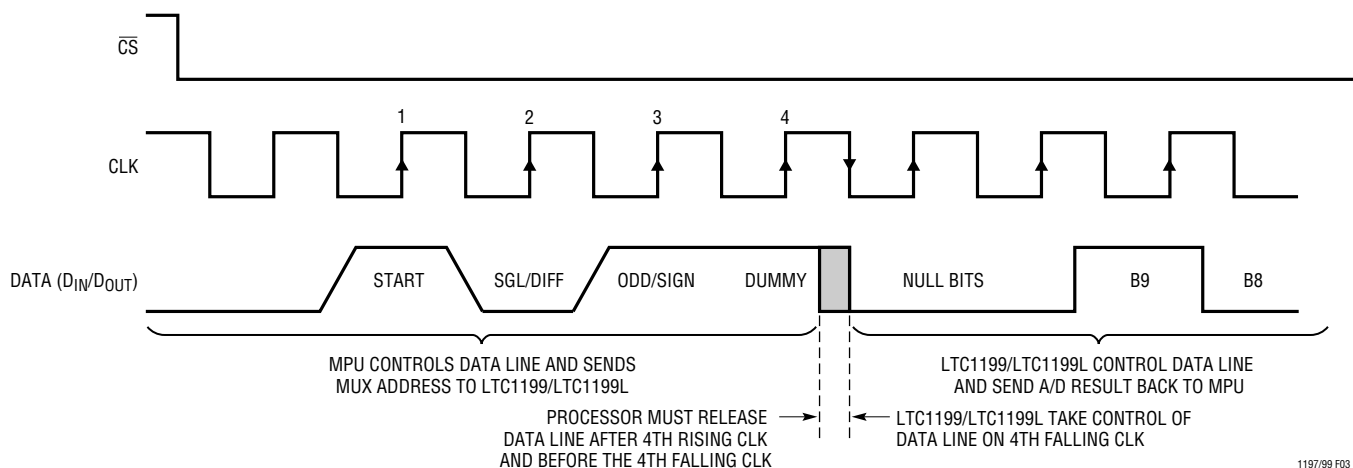 CS
1 2 3 4
CLK
DATA (DIN/DOUT)
START SGL/DIFF ODD/SIGN DUMMY NULL BITS B9 B8
MPU CONTROLS DATA LINE AND SENDS
MUX ADDRESS TO LTC1199/LTC1199L
LTC1199/LTC1199L CONTROL DATA LINE
AND SEND A/D RESULT BACK TO MPU
PROCESSOR MUST RELEASE
DATA LINE AFTER 4TH RISING CLK
AND BEFORE THE 4TH FALLING CLK
LTC1199/LTC1199L TAKE CONTROL OF
DATA LINE ON 4TH FALLING CLK
1197/99 F03